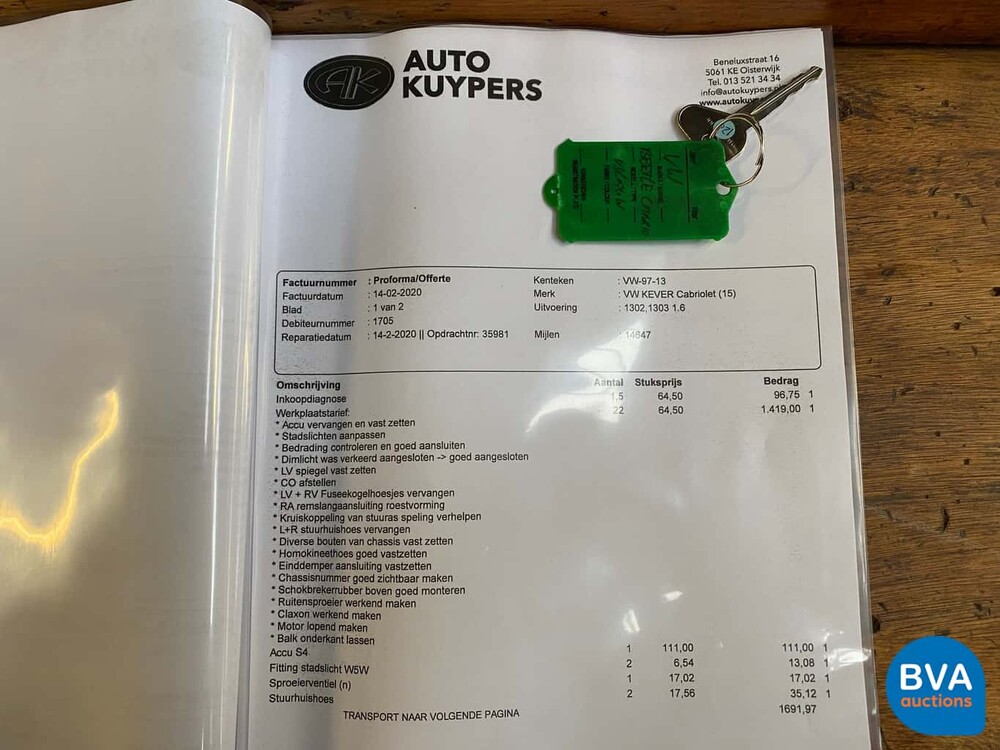 AK
AUTO
KUYPERS
Beneluxstraat 16
5061 KE Oisterwijk
Tel. 013 521 34 34
info@autokuypers.
www.autoku
VW
Factuurnummer : Proforma/Offerte Kenteken : VW-97-13
Factuurdatum : 14-02-2020 Merk : VW KEVER Cabriolet (15)
Blad : 1 van 2 Uitvoering : 1302,1303 1.6
Debiteurnummer : 1705
Reparatiedatum : 14-2-2020 || Opdrachtnr: 35981 Mijlen : 14647
Omschrijving Aantal Stuksprijs Bedrag
Inkoopdiagnose 1,5 64,50 96,75 1
Werkplaatstarief: 22 64,50 1.419,00 1
* Accu vervangen en vast zetten
* Stadslichten aanpassen
* Bedrading controleren en goed aansluiten
* Dimlicht was verkeerd aangesloten -> goed aangesloten
* LV spiegel vast zetten
* CO afstellen
* LV + RV Fuseekogelhoesjes vervangen
* RA remslangaansluiting roestvorming
* Kruiskoppeling van stuuras speling verhelpen
* L+R stuurhuishoes vervangen
* Diverse bouten van chassis vast zetten
* Homokineethoes goed vastzetten
* Einddemper aansluiting vastzetten
* Chassisnummer goed zichtbaar maken
* Schokbrekerrubber boven goed monteren
* Ruitensproeier werkend maken
* Claxon werkend maken
* Motor lopend maken
* Balk onderkant lassen
Accu S4 1 111,00 111,00 1
Fitting stadslicht W5W 2 6,54 13,08 1
Sproeierventiel (n) 1 17,02 17,02 1
Stuurhuishoes 2 17,56 35,12 1
TRANSPORT NAAR VOLGENDE PAGINA 1691,97
BVA
auctions